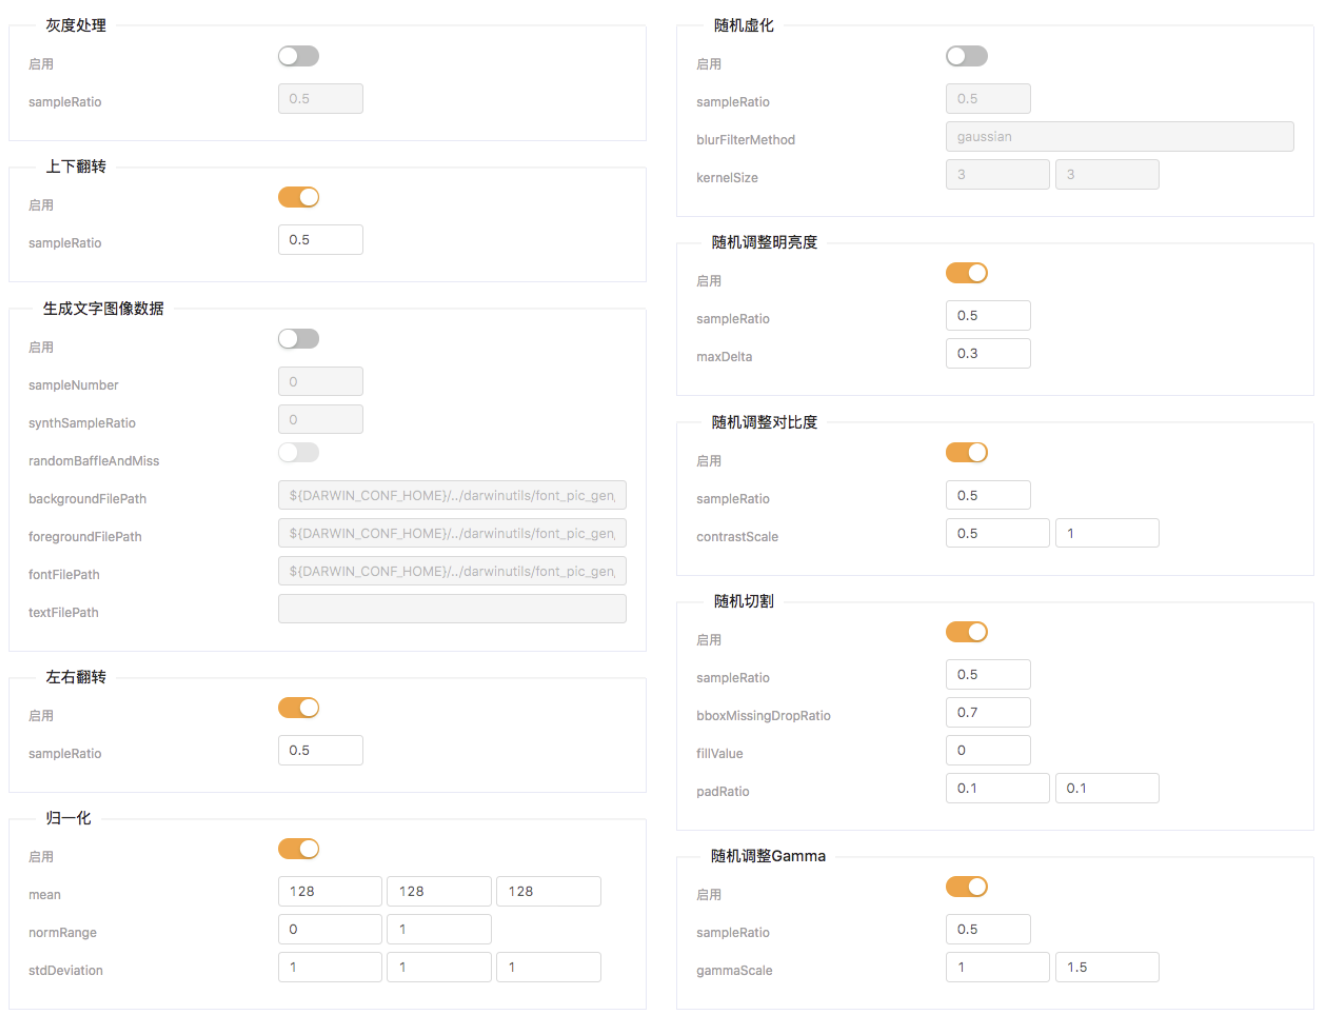 灰度处理
启用
sampleRatio 0.5
上下翻转
启用
sampleRatio 0.5
生成文字图像数据
启用
sampleNumber 0
synthSampleRatio 0
randomBaffleAndMiss
backgroundFilePath ${DARWIN_CONF_HOME}/../darwinutils/font_pic_gen
foregroundFilePath ${DARWIN_CONF_HOME}/../darwinutils/font_pic_gen
fontFilePath ${DARWIN_CONF_HOME}/../darwinutils/font_pic_gen
textFilePath
左右翻转
启用
sampleRatio 0.5
归一化
启用
mean 128 128 128
normRange 0 1
stdDeviation 1 1 1
随机虚化
启用
sampleRatio 0.5
blurFilterMethod gaussian
kernelSize 3 3
随机调整明亮度
启用
sampleRatio 0.5
maxDelta 0.3
随机调整对比度
启用
sampleRatio 0.5
contrastScale 0.5 1
随机切割
启用
sampleRatio 0.5
bboxMissingDropRatio 0.7
fillValue 0
padRatio 0.1 0.1
随机调整Gamma
启用
sampleRatio 0.5
gammaScale 1 1.5